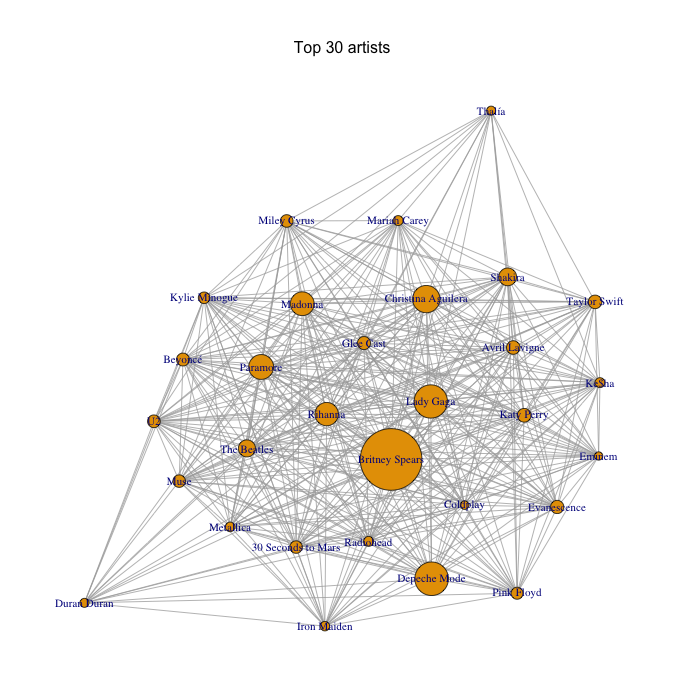 Top 30 artists
Thalía
Miley Cyrus
Mariah Carey
Shakira
Kylie Minogue
Madonna
Christina Aguilera
Taylor Swift
Glee Cast
Avril Lavigne
Beyoncé
Paramore
Ke$ha
Lady Gaga
Rihanna
Katy Perry
U2
The Beatles
Britney Spears
Eminem
Muse
Coldplay
Evanescence
Metallica
30 Seconds to Mars
Radiohead
Depeche Mode
Pink Floyd
Duran Duran
Iron Maiden